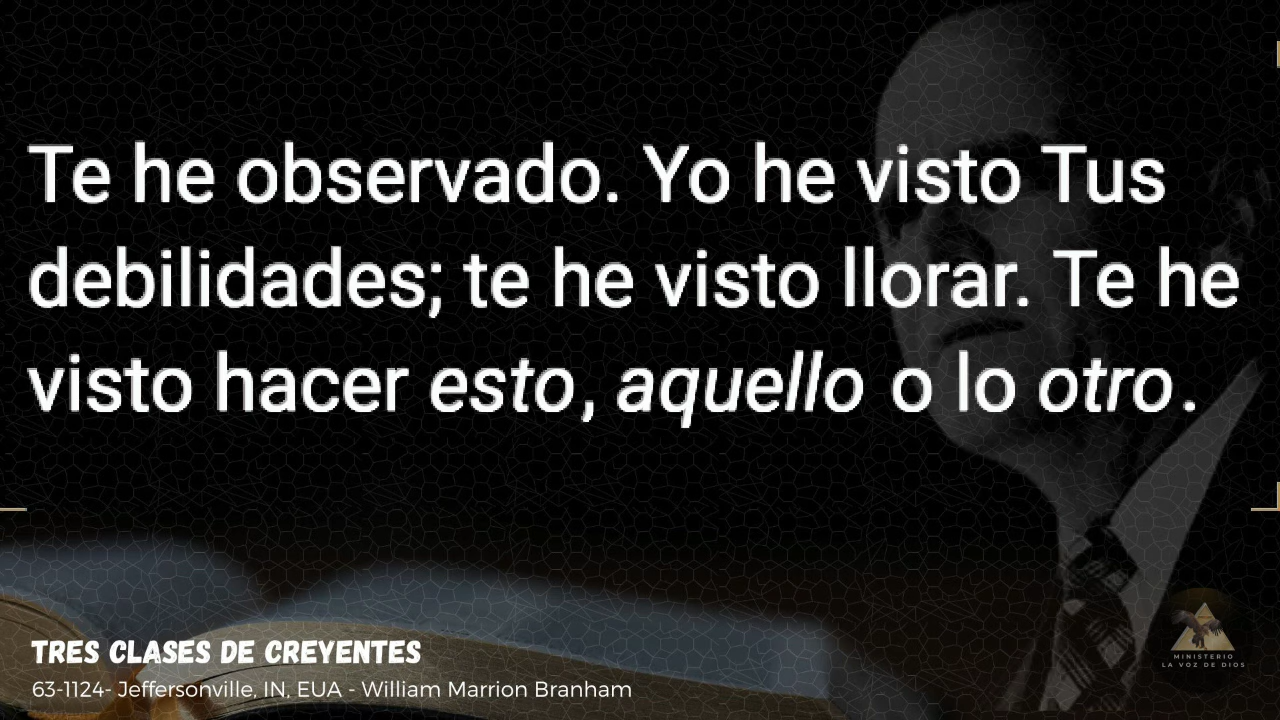 Te he observado. Yo he visto Tus
debilidades; te he visto llorar. Te he
visto hacer esto, aquello o lo otro.
TRES CLASES DE CREYENTES
63-1124- Jeffersonville, IN, EUA - William Marrion Branham
MINISTERIO
LA VOZ DE DIOS